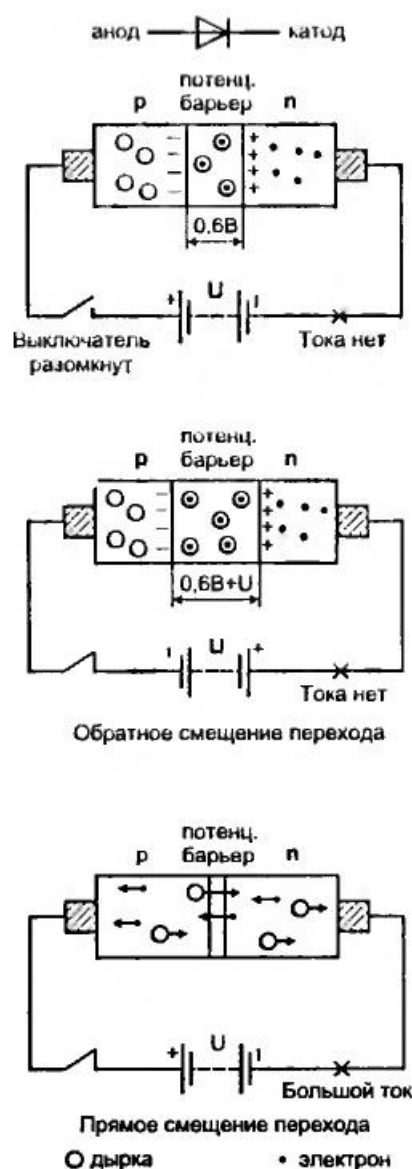 анод катод
потенц.
р барьер n
0,6В
+ U ı
Выключатель
разомкнут
Тока нет
потенц.
р барьер n
0,6В+U
ı U +
Тока нет
Обратное смещение перехода
потенц.
р барьер n
+ U ı
Большой ток
Прямое смещение перехода
дырка • электрон